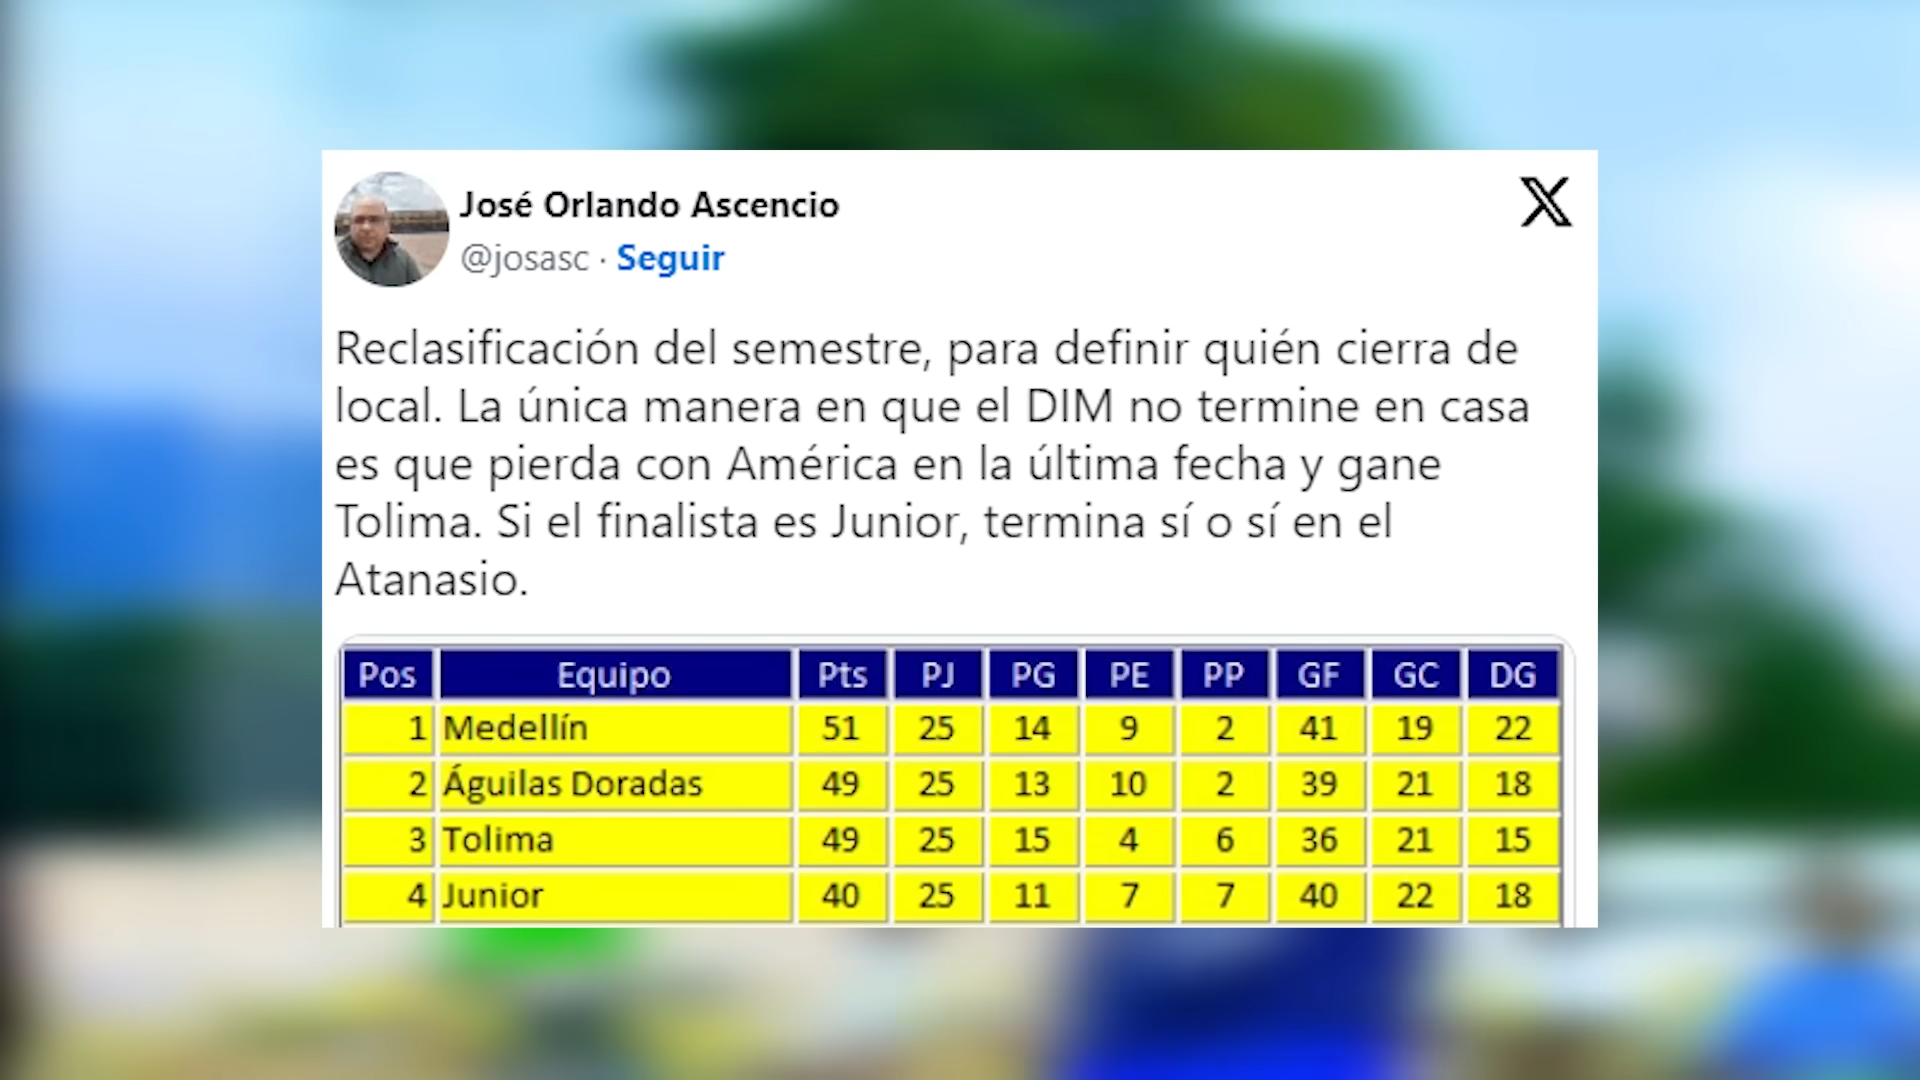 José Orlando Ascencio
@josasc · Seguir
Reclasificación del semestre, para definir quién cierra de
local. La única manera en que el DIM no termine en casa
es que pierda con América en la última fecha y gane
Tolima. Si el finalista es Junior, termina sí o sí en el
Atanasio.
Pos Equipo Pts PJ PG PE PP GF GC DG
1 Medellín 51 25 14 9 2 41 19 22
2 Águilas Doradas 49 25 13 10 2 39 21 18
3 Tolima 49 25 15 4 6 36 21 15
4 Junior 40 25 11 7 7 40 22 18